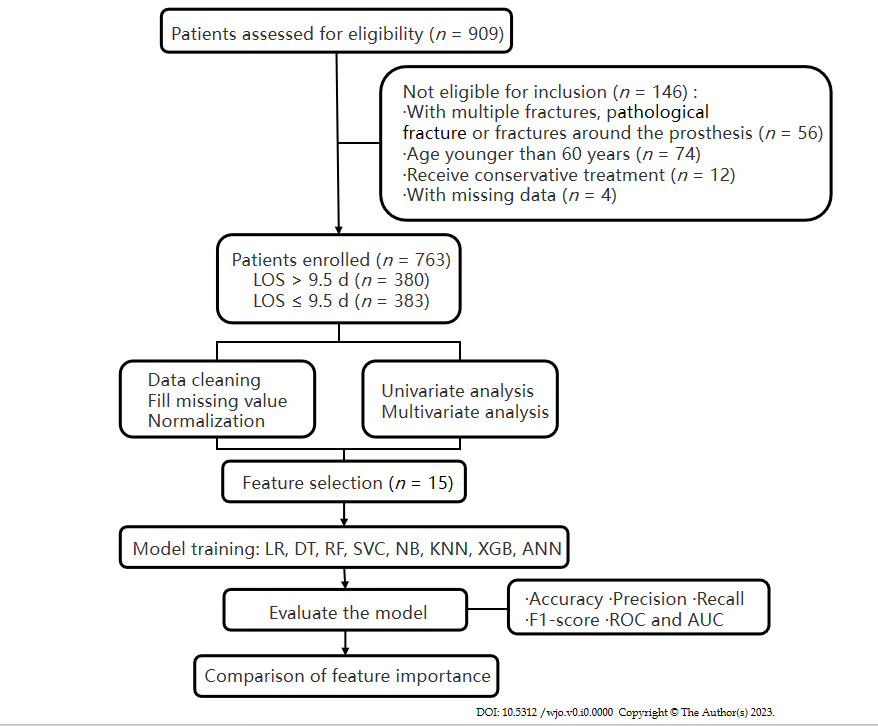 Patients assessed for eligibility (n = 909)
Not eligible for inclusion (n = 146) :
·With multiple fractures, pathological
fracture or fractures around the prosthesis (n = 56)
·Age younger than 60 years (n = 74)
·Receive conservative treatment (n = 12)
·With missing data (n = 4)
Patients enrolled (n = 763)
LOS > 9.5 d (n = 380)
LOS ≤ 9.5 d (n = 383)
Data cleaning
Fill missing value
Normalization
Univariate analysis
Multivariate analysis
Feature selection (n = 15)
Model training: LR, DT, RF, SVC, NB, KNN, XGB, ANN
Evaluate the model
·Accuracy ·Precision ·Recall
·F1-score ·ROC and AUC
Comparison of feature importance
DOI: 10.5312 /wjo.v0.i0.0000 Copyright © The Author(s) 2023.